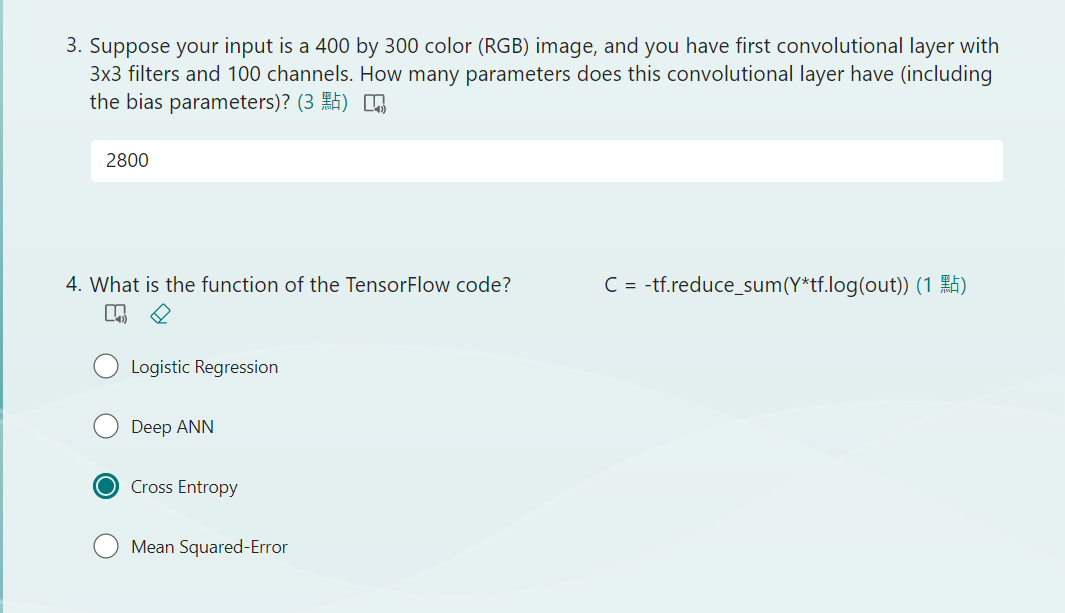 3. Suppose your input is a 400 by 300 color (RGB) image, and you have first convolutional layer with
3x3 filters and 100 channels. How many parameters does this convolutional layer have (including
the bias parameters)? (3 點)
2800
4. What is the function of the TensorFlow code? C = -tf.reduce_sum(Y*tf.log(out)) (1 點)
Logistic Regression
Deep ANN
Cross Entropy
Mean Squared-Error